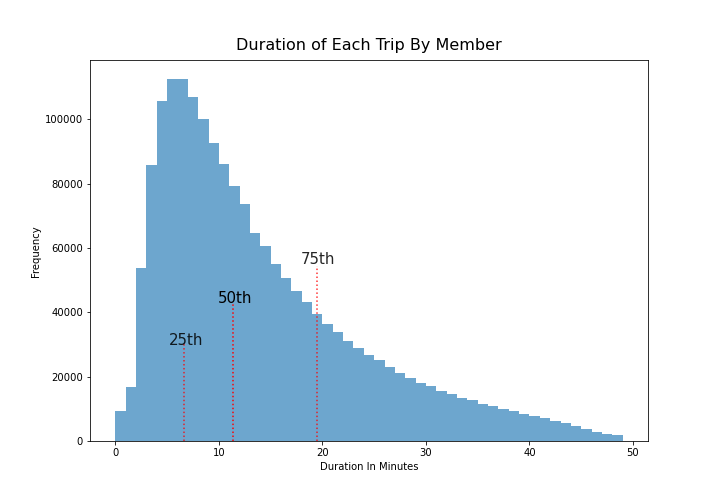 Duration of Each Trip By Member
Frequency
100000
80000
60000
40000
20000
0
75th
50th
25th
0 10 20 30 40 50
Duration In Minutes